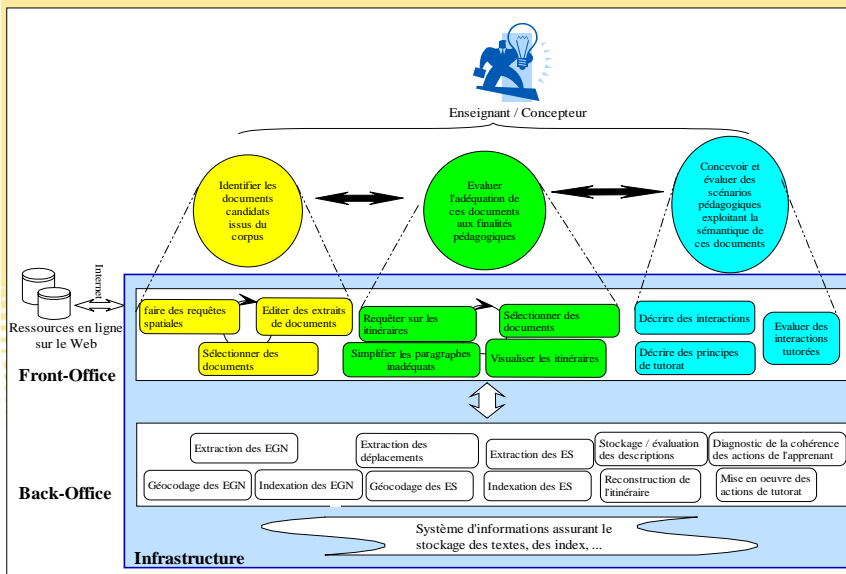 Enseignant / Concepteur
Identifier les
documents
candidats
issus du
corpus
Evaluer
l'adéquation de
ces documents
aux finalités
pédagogiques
Concevoir et
évaluer des
scénarios
pédagogiques
exploitant la
sémantique de
ces documents
Internet
Ressources en ligne
sur le Web
faire des requêtes
spatiales
Editer des extraits
de documents
Sélectionner des
documents
Requêter sur les
itinéraires
Sélectionner des
documents
Simplifier les paragraphes
inadéquats
Visualiser les itinéraires
Décrire des interactions
Décrire des principes
de tutorat
Evaluer des
interactions
tutorées
Front-Office
Extraction des EGN
Extraction des
déplacements
Extraction des ES
Stockage / évaluation
des descriptions
Diagnostic de la cohérence
des actions de l'apprenant
Géocodage des EGN
Indexation des EGN
Géocodage des ES
Indexation des ES
Reconstruction de
l'itinéraire
Mise en oeuvre des
actions de tutorat
Back-Office
Système d'informations assurant le
stockage des textes, des index, ...
Infrastructure